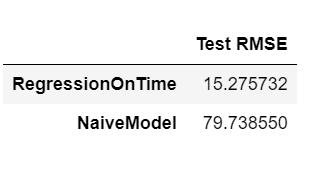 Test RMSE
RegressionOnTime 15.275732
NaiveModel 79.738550